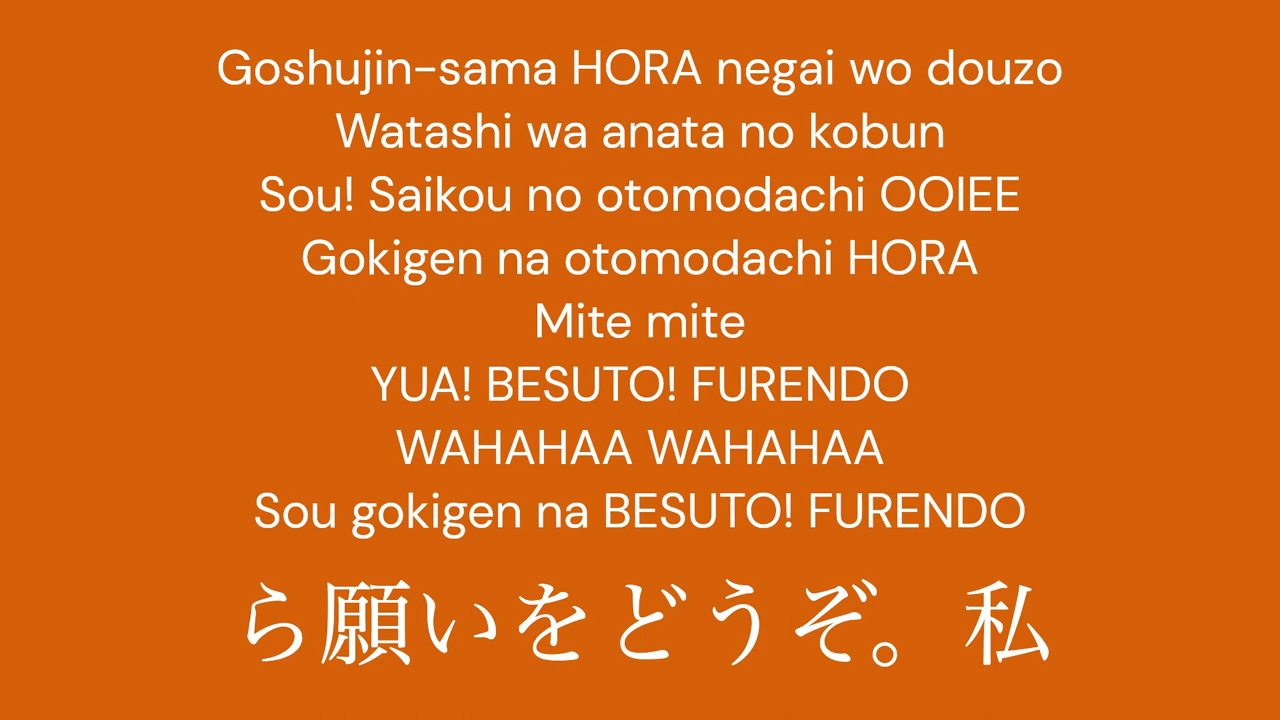 Goshujin-sama HORA negai wo douzo
Watashi wa anata no kobun
Sou! Saikou no otomodachi OOIEE
Gokigen na otomodachi HORA
Mite mite
YUA! BESUTO! FURENDO
WAHAHAA WAHAHAA
Sou gokigen na BESUTO! FURENDO
ら願いをどうぞ。私